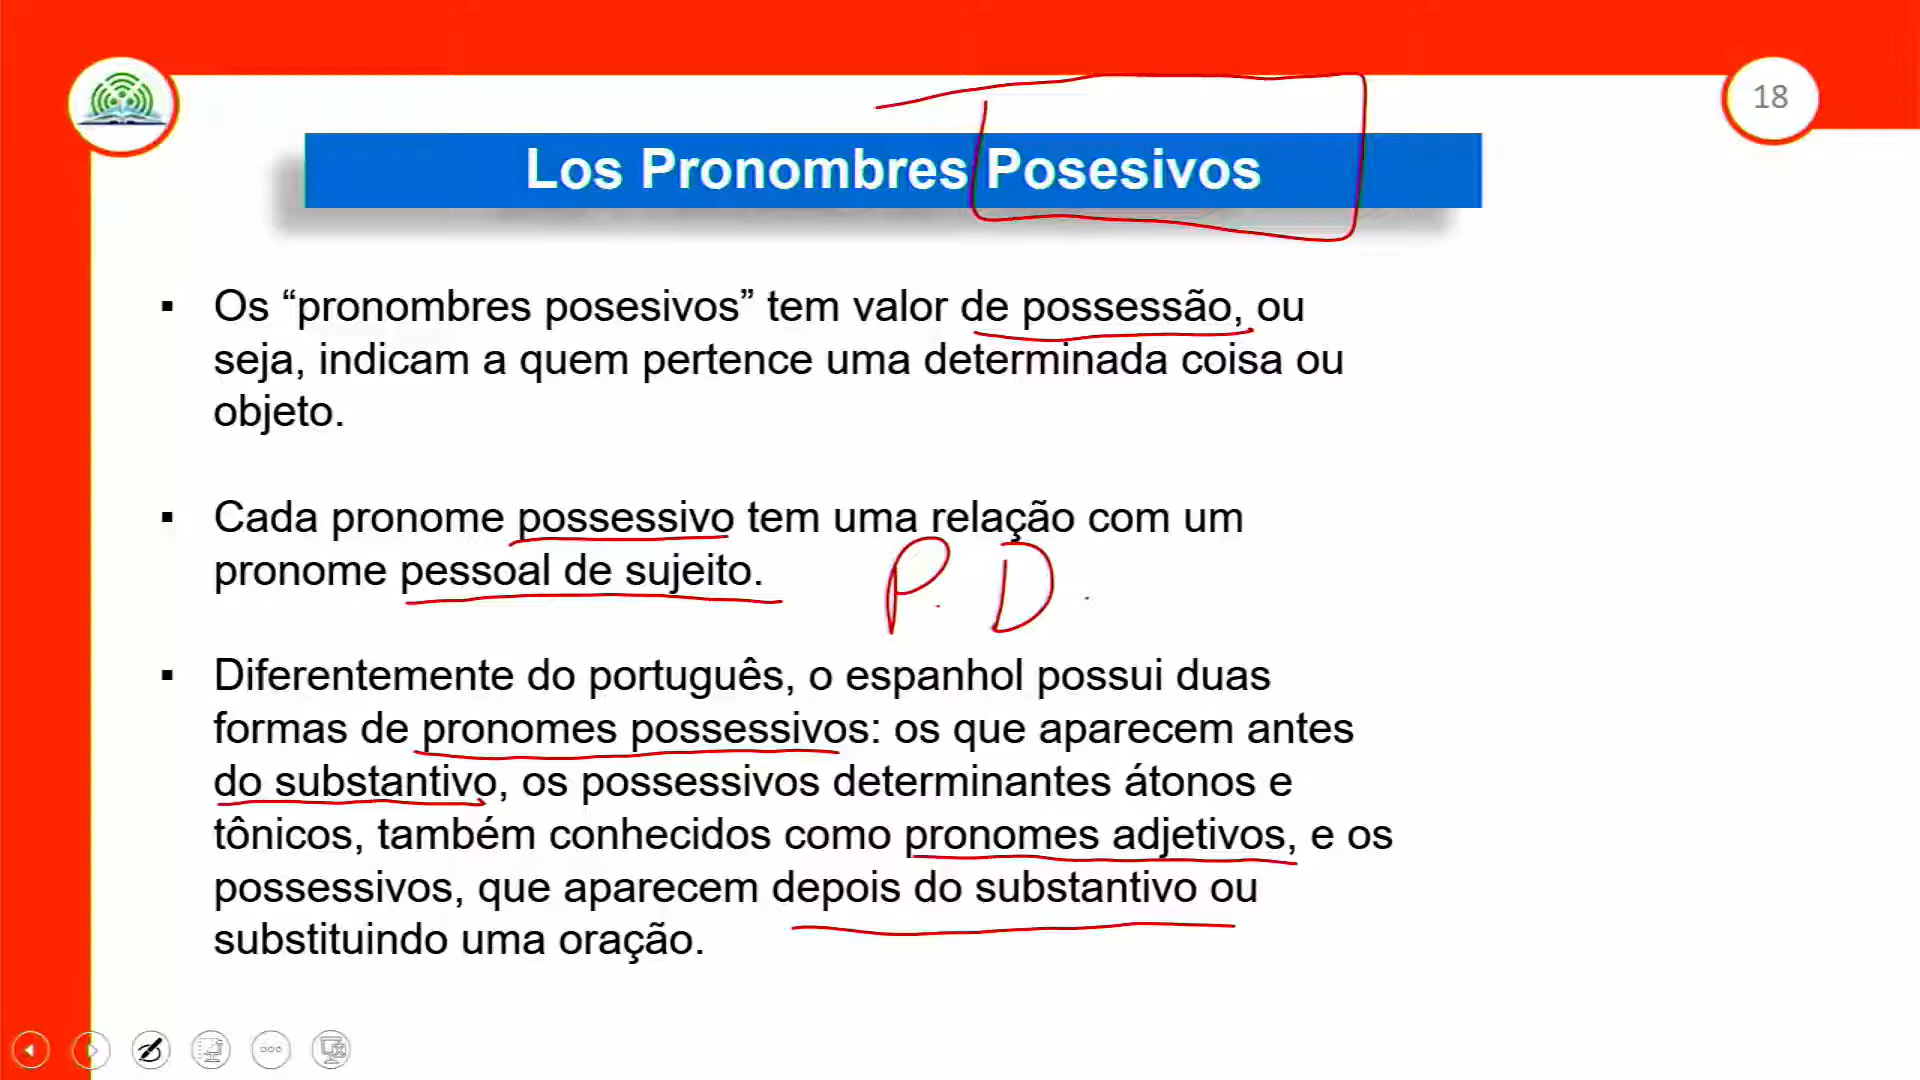 18
Los Pronombres Posesivos
▪ Os “pronombres posesivos” tem valor de possessão, ou
seja, indicam a quem pertence uma determinada coisa ou
objeto.
▪ Cada pronome possessivo tem uma relação com um
pronome pessoal de sujeito.
P. D.
▪ Diferentemente do português, o espanhol possui duas
formas de pronomes possessivos: os que aparecem antes
do substantivo, os possessivos determinantes átonos e
tônicos, também conhecidos como pronomes adjetivos, e os
possessivos, que aparecem depois do substantivo ou
substituindo uma oração.